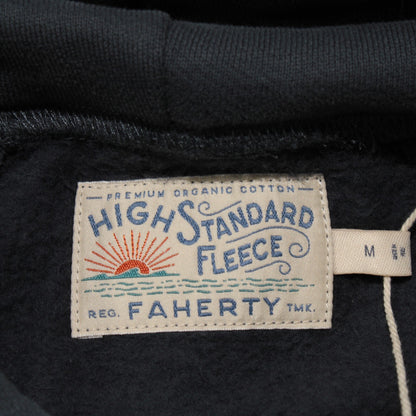 PREMIUM ORGANIC COTTON
HIGH STANDARD
FLEECE
REG. FAHERTY TMK.
M